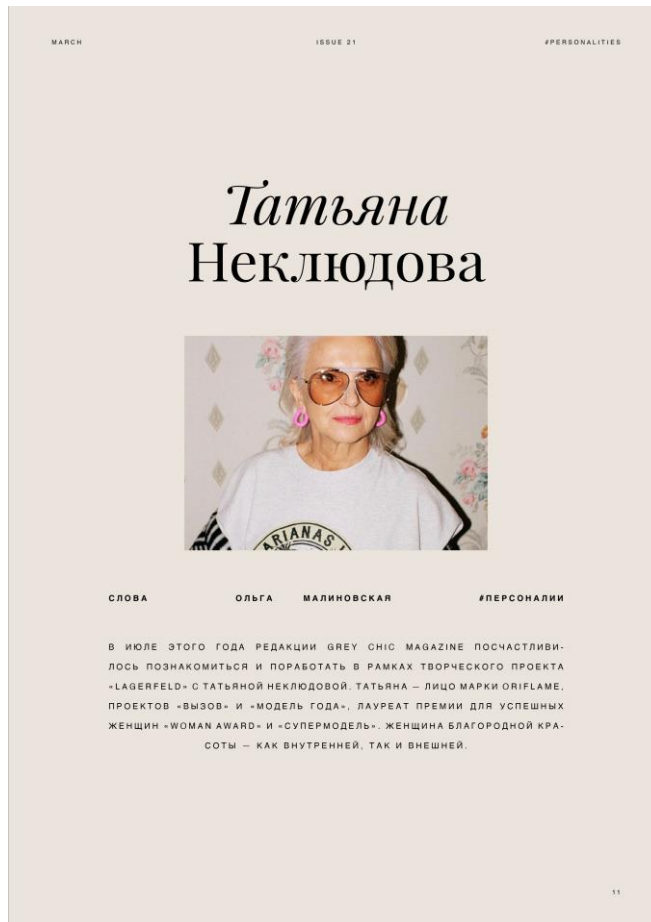 MARCH ISSUE 21 #PERSONALITIES
Татьяна
Неклюдова
ARIANAS
СЛОВА ОЛЬГА МАЛИНОВСКАЯ #ПЕРСОНАЛИИ
В ИЮЛЕ ЭТОГО ГОДА РЕДАКЦИИ GREY CHIC MAGAZINE ПОСЧАСТЛИВИ-
ЛОСЬ ПОЗНАКОМИТЬСЯ И ПОРАБОТАТЬ В РАМКАХ ТВОРЧЕСКОГО ПРОЕКТА
«LAGERFELD» С ТАТЬЯНОЙ НЕКЛЮДОВОЙ. ТАТЬЯНА — ЛИЦО МАРКИ ORIFLAME,
ПРОЕКТОВ «ВЫЗОВ» И «МОДЕЛЬ ГОДА», ЛАУРЕАТ ПРЕМИИ ДЛЯ УСПЕШНЫХ
ЖЕНЩИН «WOMAN AWARD» И «СУПЕРМОДЕЛЬ». ЖЕНЩИНА БЛАГОРОДНОЙ КРА-
СОТЫ — КАК ВНУТРЕННЕЙ, ТАК И ВНЕШНЕЙ.